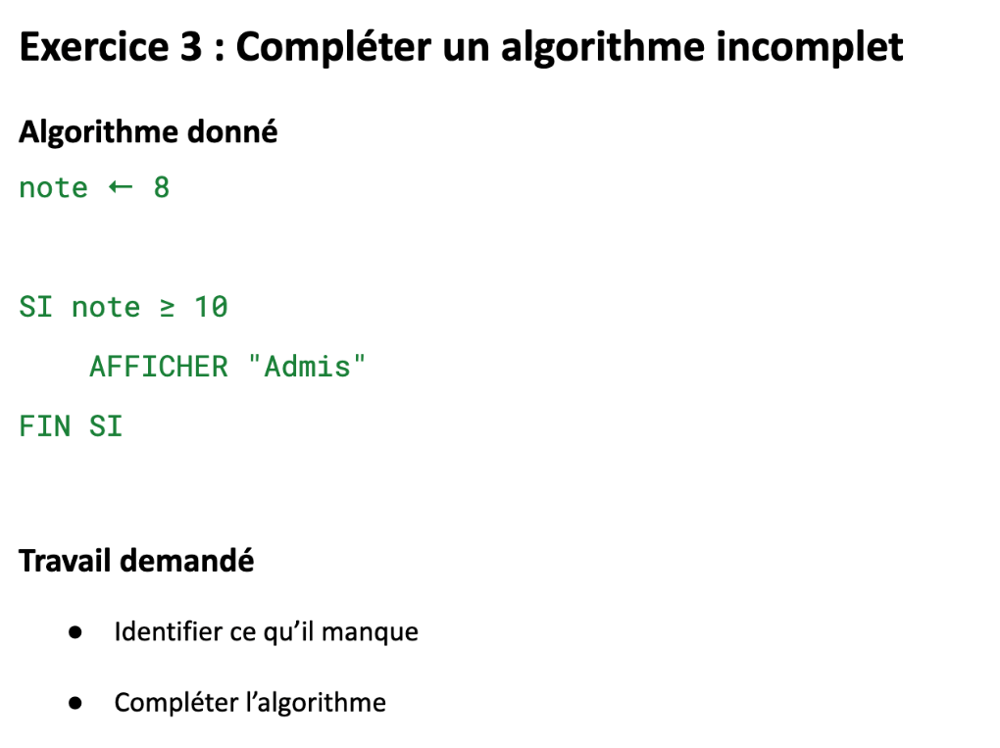 Exercice 3 : Compléter un algorithme incomplet
Algorithme donné
note ← 8
SI note ≥ 10
    AFFICHER "Admis"
FIN SI
Travail demandé
● Identifier ce qu’il manque
● Compléter l’algorithme